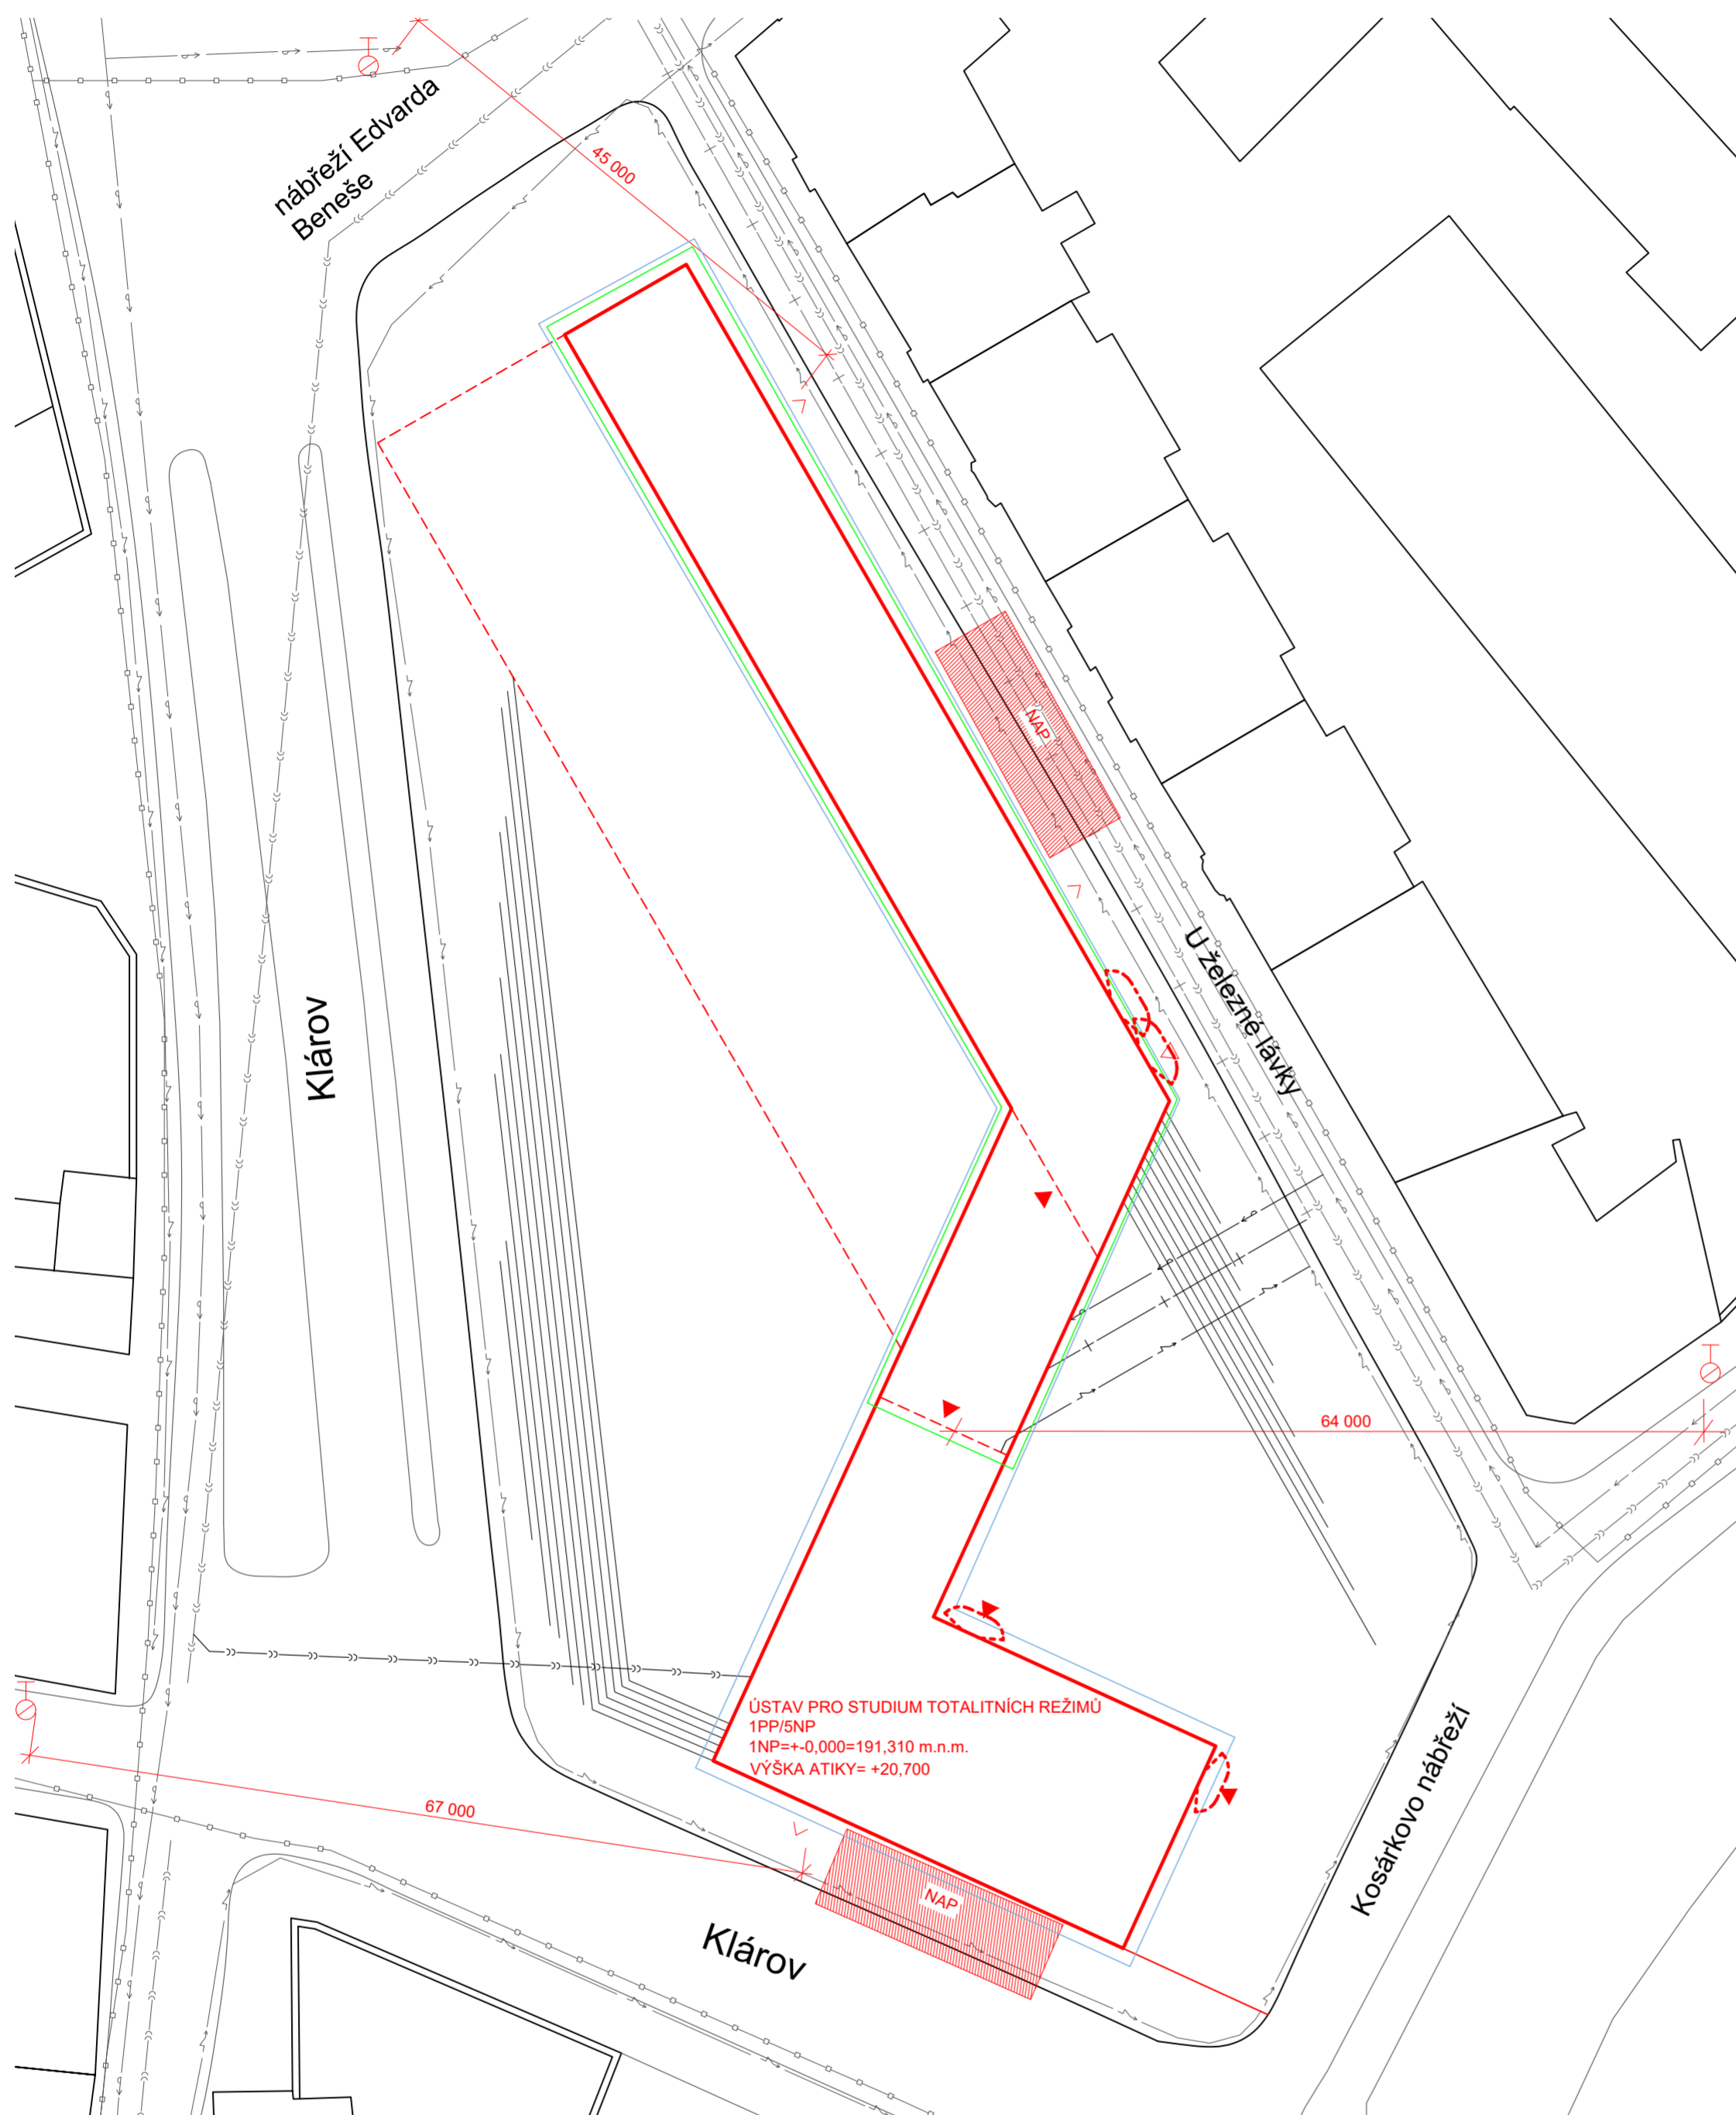 nábřeží Edvarda
Beneše
45 000
NAP
U železné lávky
Klárov
64 000
ÚSTAV PRO STUDIUM TOTALITNÍCH REŽIMŮ
1PP/5NP
1NP=+-0,000=191,310 m.n.m.
VÝŠKA ATIKY= +20,700
67 000
NAP
Klárov
Kosárkovo nábřeží